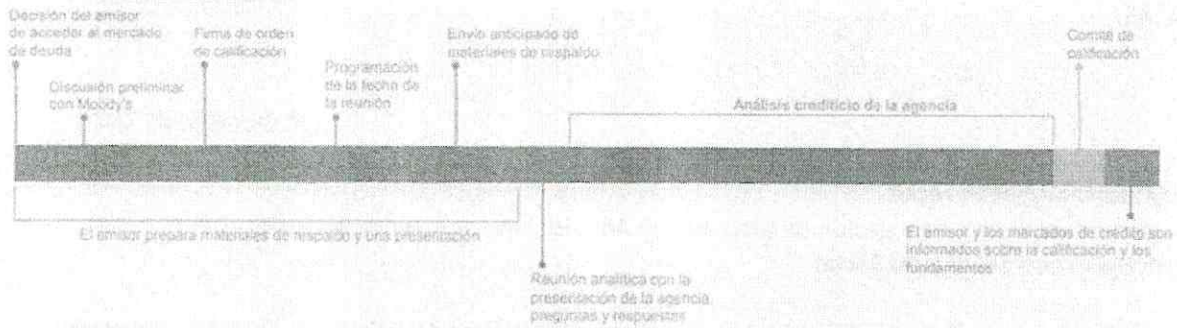 Decisión del emisor
de acceder al mercado
de deuda
Discusión preliminar
con Moody's
Firma de orden
de calificación
Programación
de la fecha de
la reunión
Envío anticipado de
materiales de respaldo
Análisis crediticio de la agencia
Comité de
calificación
El emisor prepara materiales de respaldo y una presentación
Reunión analítica con la
presentación de la agencia,
preguntas y respuestas
El emisor y los mercados de crédito son
informados sobre la calificación y los
fundamentos